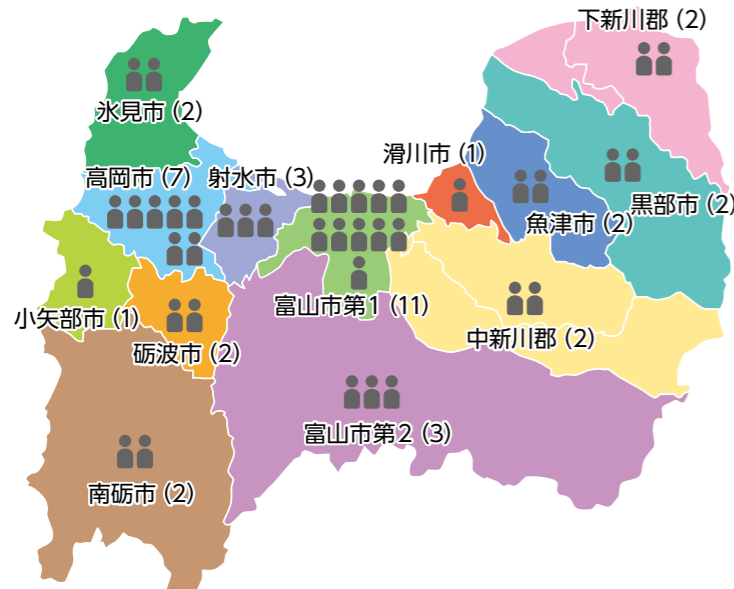 下新川郡 (2)
氷見市 (2)
滑川市 (1)
高岡市 (7)
射水市 (3)
黒部市 (2)
魚津市 (2)
富山市第1 (11)
小矢部市 (1)
中新川郡 (2)
砺波市 (2)
富山市第2 (3)
南砺市 (2)